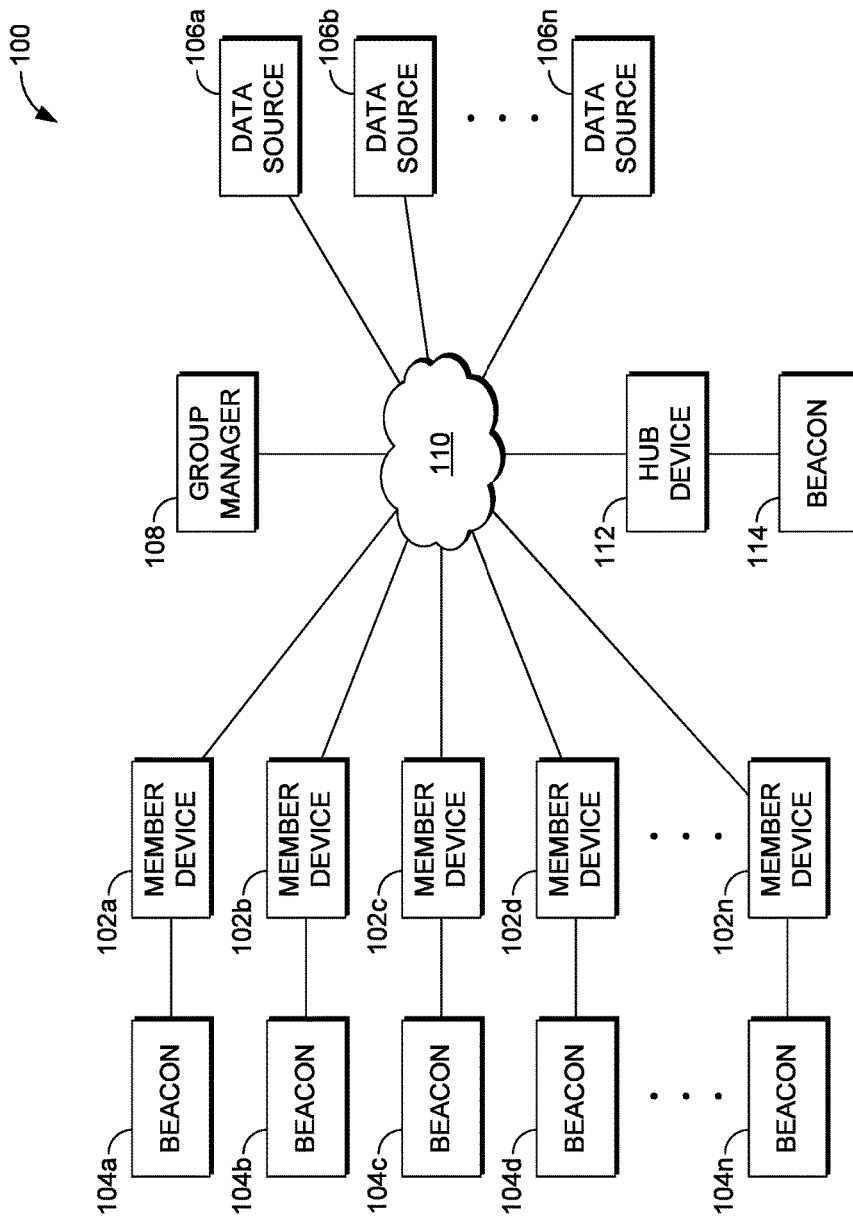 100
104a
BEACON
102a
MEMBER
DEVICE
108
GROUP
MANAGER
106a
DATA
SOURCE
104b
BEACON
102b
MEMBER
DEVICE
106b
DATA
SOURCE
104c
BEACON
102c
MEMBER
DEVICE
110
104d
BEACON
102d
MEMBER
DEVICE
106n
DATA
SOURCE
112
HUB
DEVICE
104n
BEACON
102n
MEMBER
DEVICE
114
BEACON